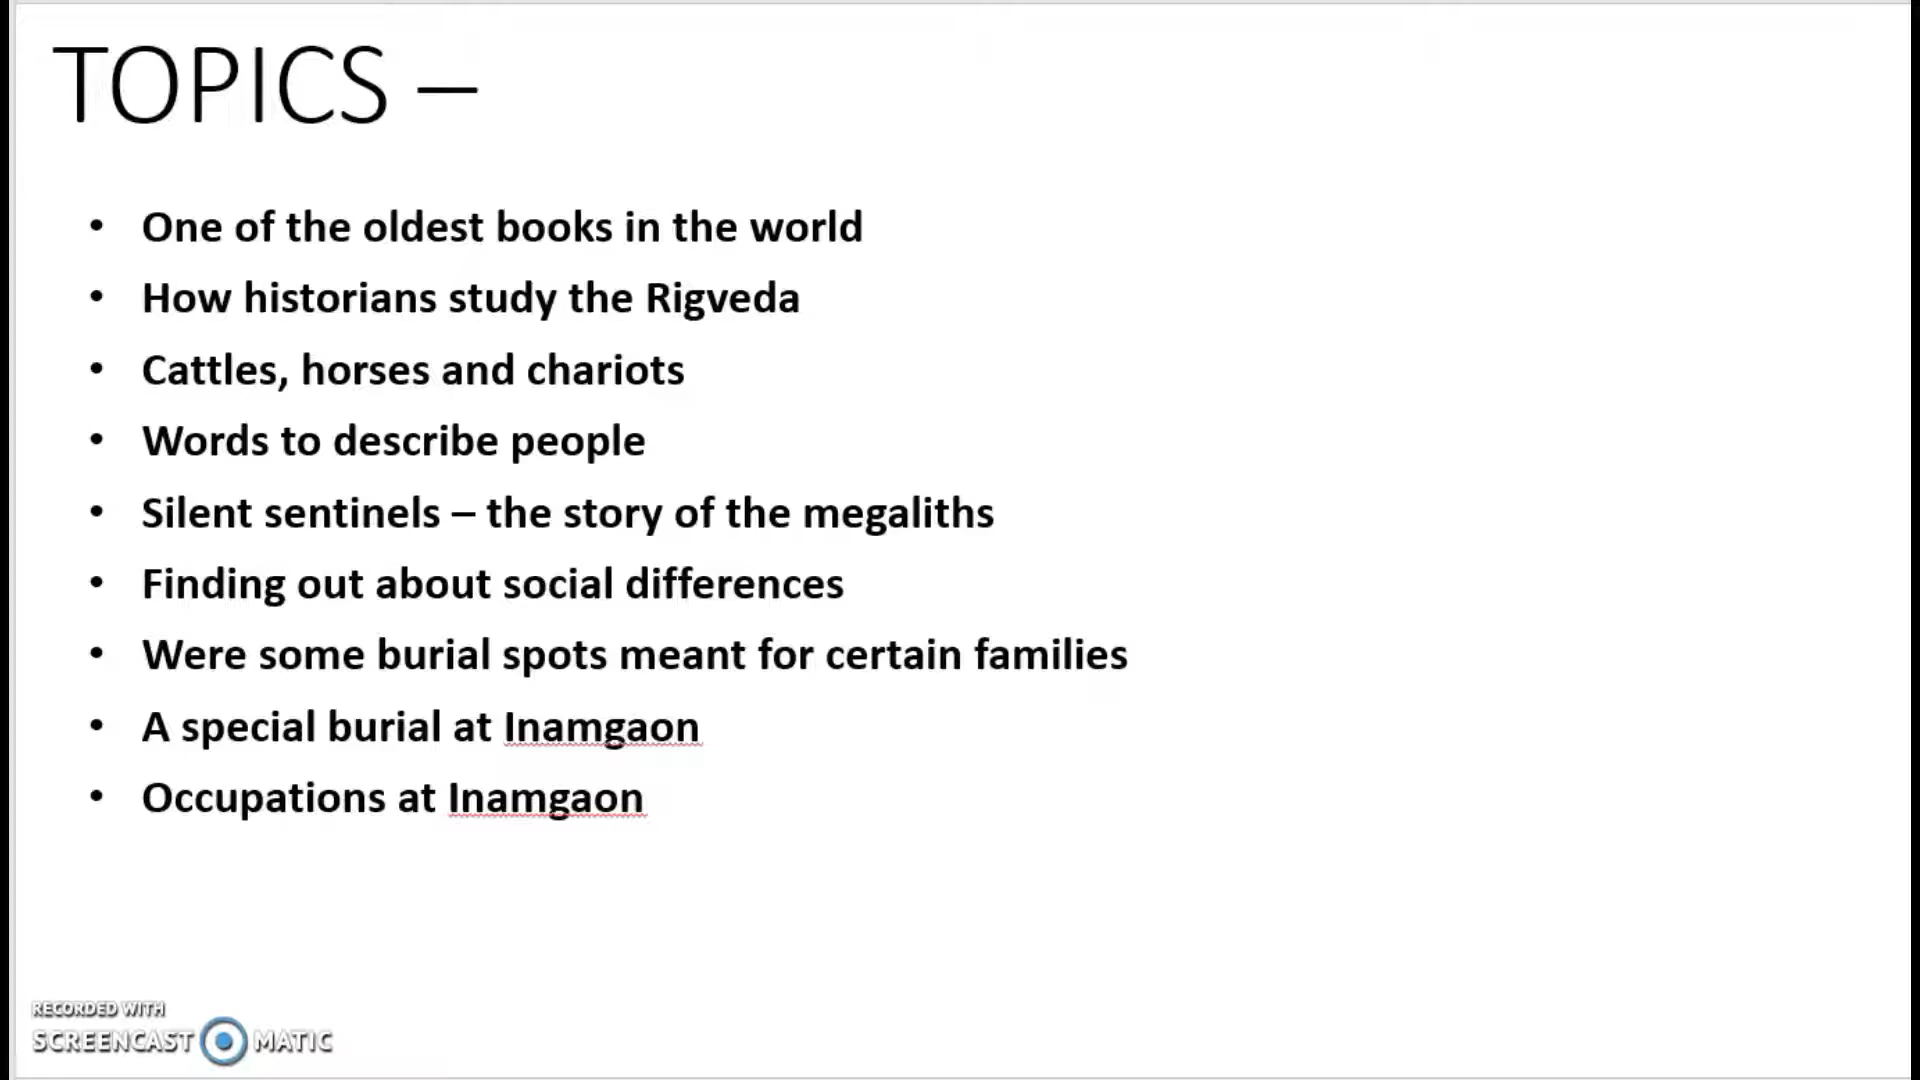 TOPICS –
• One of the oldest books in the world
• How historians study the Rigveda
• Cattles, horses and chariots
• Words to describe people
• Silent sentinels – the story of the megaliths
• Finding out about social differences
• Were some burial spots meant for certain families
• A special burial at Inamgaon
• Occupations at Inamgaon
RECORDED WITH
SCREENCAST MATIC